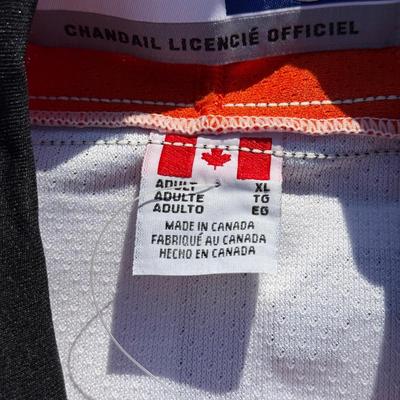 CHANDAIL LICENCIÉ OFFICIEL
ADULT XL
ADULTE TG
ADULTO EG
MADE IN CANADA
FABRIQUÉ AU CANADA
HECHO EN CANADA